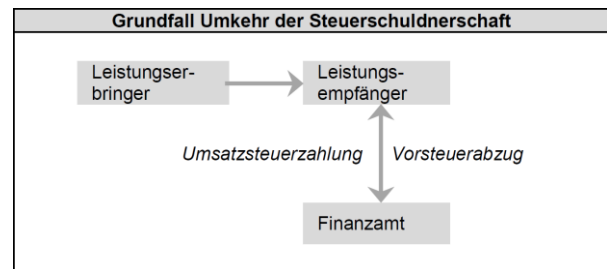 Grundfall Umkehr der Steuerschuldnerschaft
Leistungser-
bringer
Leistungs-
empfänger
Umsatzsteuerzahlung
Vorsteuerabzug
Finanzamt